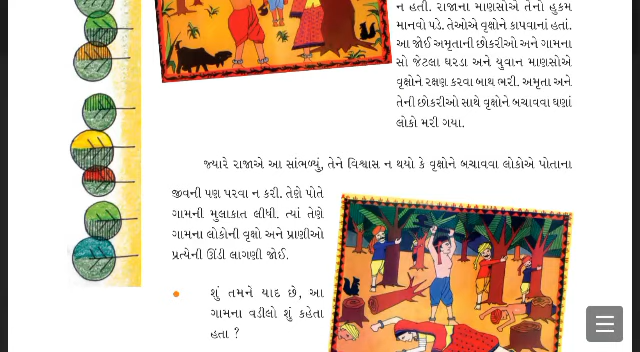 ન હતી. રાજાના માણસોએ તેનો હુકમ
માનવો પડે. તેઓએ વૃક્ષોને કાપવાનાં હતાં.
આ જોઈ અમૃતાની છોકરીઓ અને ગામના
સો જેટલા ઘરડા અને યુવાન માણસોએ
વૃક્ષોને રક્ષણ કરવા બાથ ભરી. અમૃતા અને
તેની છોકરીઓ સાથે વૃક્ષોને બચાવવા ઘણાં
લોકો મરી ગયા.
જ્યારે રાજાએ આ સાંભળ્યું, તેને વિશ્વાસ ન થયો કે વૃક્ષોને બચાવવા લોકોએ પોતાના
જીવની પણ પરવા ન કરી. તેણે પોતે
ગામની મુલાકાત લીધી. ત્યાં તેણે
ગામના લોકોની વૃક્ષો અને પ્રાણીઓ
પ્રત્યેની ઊંડી લાગણી જોઈ.
• શું તમને યાદ છે, આ
ગામના વડીલો શું કહેતા
હતા ?